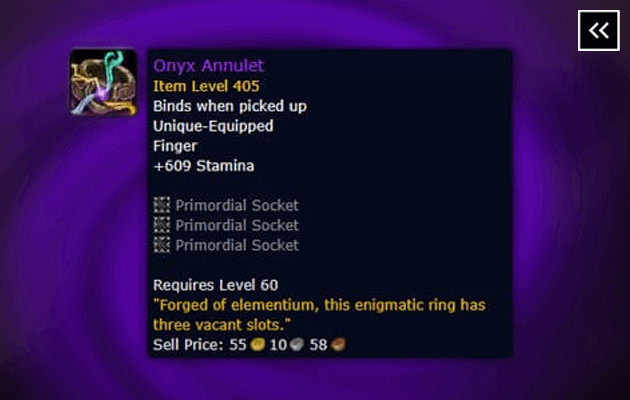 Onyx Annulet
Item Level 405
Binds when picked up
Unique-Equipped
Finger
+609 Stamina
Primordial Socket
Primordial Socket
Primordial Socket
Requires Level 60
"Forged of elementium, this enigmatic ring has
three vacant slots."
Sell Price: 55 10 58